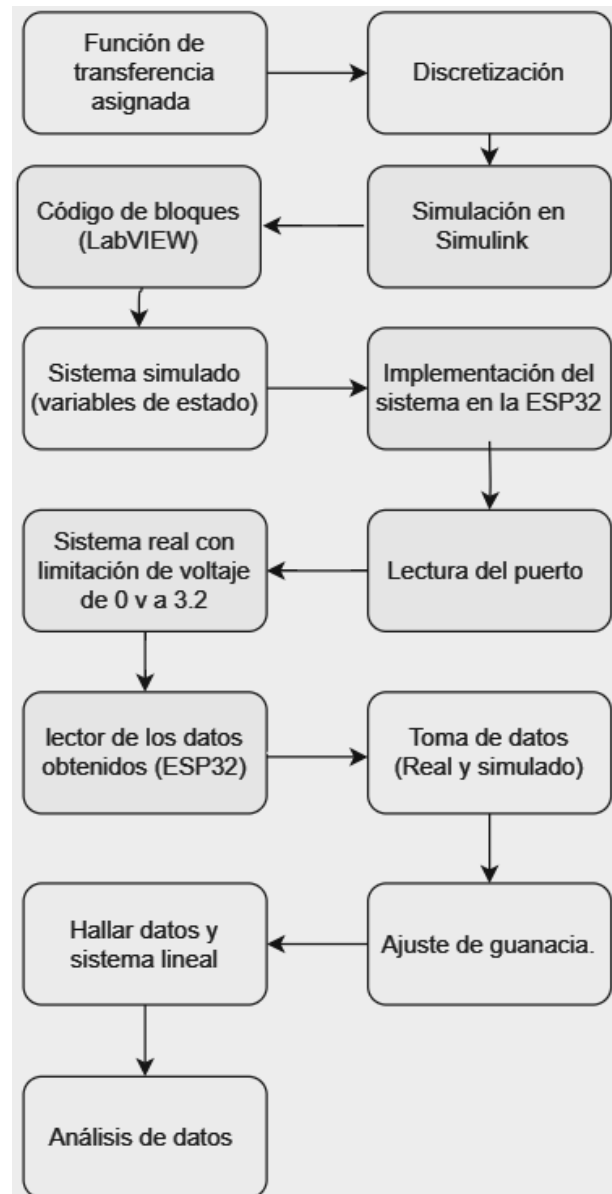 Función de
transferencia
asignada
Discretización
Simulación en
Simulink
Código de bloques
(LabVIEW)
Sistema simulado
(variables de estado)
Implementación del
sistema en la ESP32
Lectura del puerto
Sistema real con
limitación de voltaje
de 0 v a 3.2
lector de los datos
obtenidos (ESP32)
Toma de datos
(Real y simulado)
Ajuste de guanacia.
Hallar datos y
sistema lineal
Análisis de datos